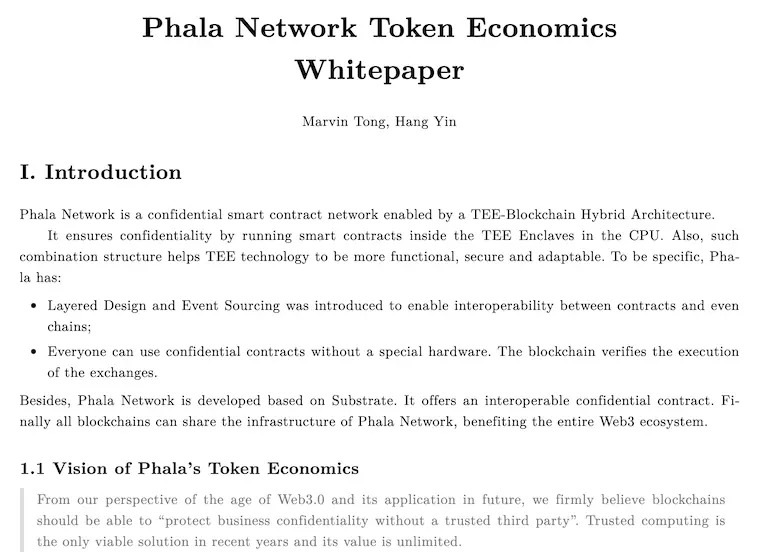 Phala Network Token Economics
Whitepaper
Marvin Tong, Hang Yin
I. Introduction
Phala Network is a confidential smart contract network enabled by a TEE-Blockchain Hybrid Architecture.
It ensures confidentiality by running smart contracts inside the TEE Enclaves in the CPU. Also, such
combination structure helps TEE technology to be more functional, secure and adaptable. To be specific, Pha-
la has:
• Layered Design and Event Sourcing was introduced to enable interoperability between contracts and even
chains;
• Everyone can use confidential contracts without a special hardware. The blockchain verifies the execution
of the exchanges.
Besides, Phala Network is developed based on Substrate. It offers an interoperable confidential contract. Fi-
nally all blockchains can share the infrastructure of Phala Network, benefiting the entire Web3 ecosystem.
1.1 Vision of Phala's Token Economics
From our perspective of the age of Web3.0 and its application in future, we firmly believe blockchains
should be able to “protect business confidentiality without a trusted third party”. Trusted computing is
the only viable solution in recent years and its value is unlimited.